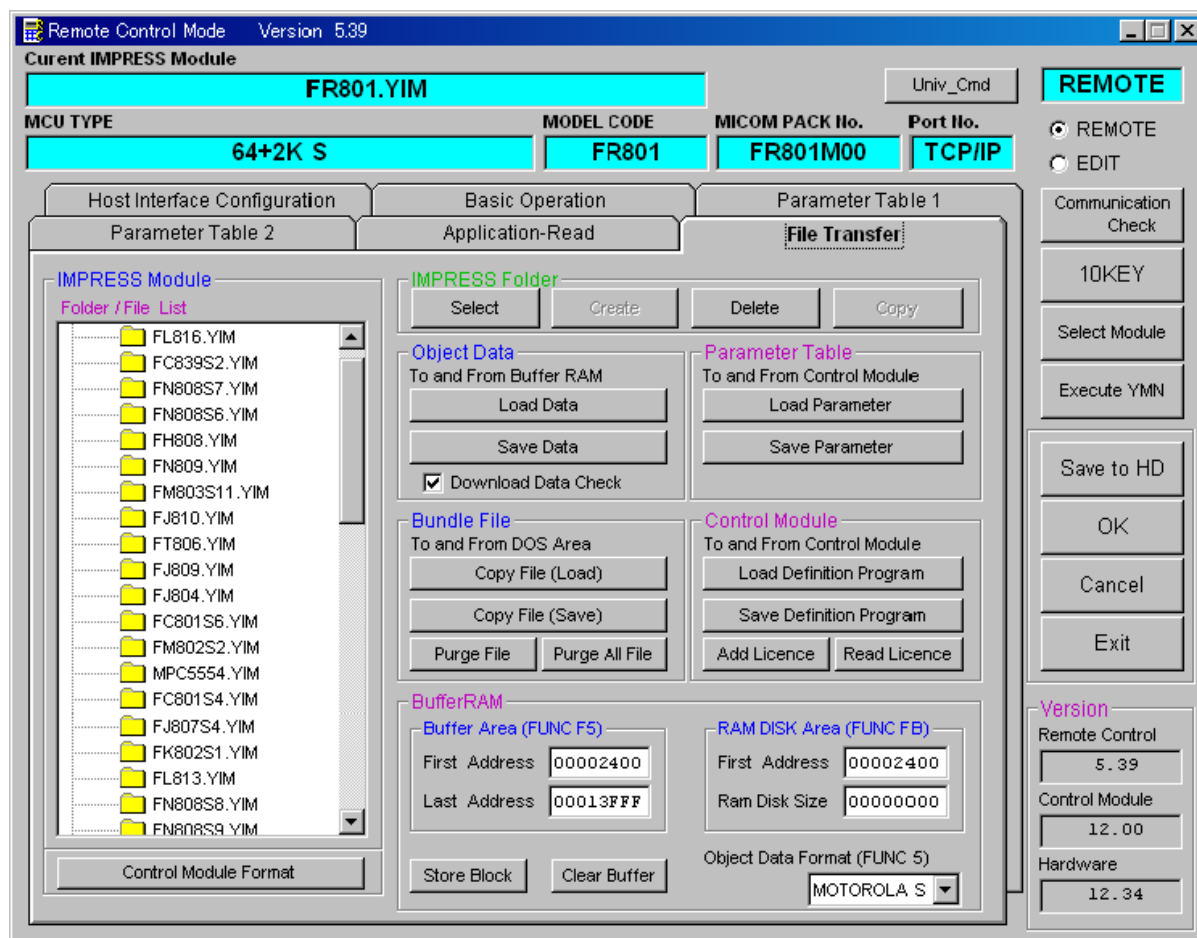 Remote Control Mode Version 5.39
Curent IMPRESS Module
FR801.YIM
Univ_Cmd
REMOTE
MCU TYPE
MODEL CODE
MICOM PACK No.
Port No.
64+2K S
FR801
FR801M00
TCP/IP
REMOTE
EDIT
Host Interface Configuration
Basic Operation
Parameter Table 1
Parameter Table 2
Application-Read
File Transfer
Communication
Check
10KEY
Select Module
Execute YMN
Save to HD
OK
Cancel
Exit
IMPRESS Module
Folder / File List
FL816.YIM
FC839S2.YIM
FN808S7.YIM
FN808S6.YIM
FH808.YIM
FN809.YIM
FM803S11.YIM
FJ810.YIM
FT806.YIM
FJ809.YIM
FJ804.YIM
FC801S6.YIM
FM802S2.YIM
MPC5554.YIM
FC801S4.YIM
FJ807S4.YIM
FK802S1.YIM
FL813.YIM
FN808S8.YIM
FN808S9.YIM
Control Module Format
IMPRESS Folder
Select
Create
Delete
Copy
Object Data
To and From Buffer RAM
Load Data
Save Data
Download Data Check
Parameter Table
To and From Control Module
Load Parameter
Save Parameter
Bundle File
To and From DOS Area
Copy File (Load)
Copy File (Save)
Purge File
Purge All File
Control Module
To and From Control Module
Load Definition Program
Save Definition Program
Add Licence
Read Licence
BufferRAM
Buffer Area (FUNC F5)
First Address 00002400
Last Address 00013FFF
RAM DISK Area (FUNC FB)
First Address 00002400
Ram Disk Size 00000000
Store Block
Clear Buffer
Object Data Format (FUNC 5)
MOTOROLA S
Version
Remote Control
5.39
Control Module
12.00
Hardware
12.34